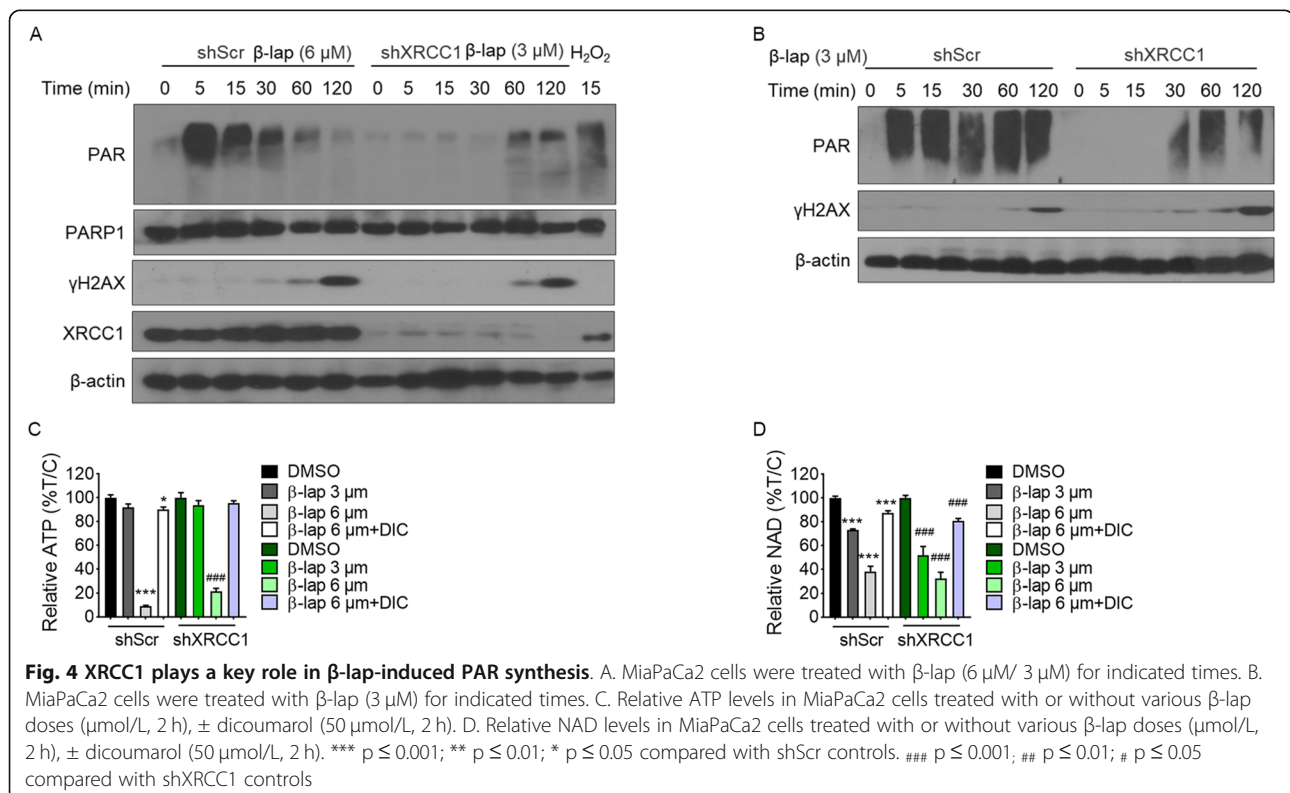 A
shScr β-lap (6 μM) shXRCC1 β-lap (3 μM) H₂O₂
Time (min) 0 5 15 30 60 120 0 5 15 30 60 120 15
PAR
PARP1
γH2AX
XRCC1
β-actin
B
β-lap (3 μM) shScr shXRCC1
Time (min) 0 5 15 30 60 120 0 5 15 30 60 120
PAR
γH2AX
β-actin
C
Relative ATP (%T/C)
120
100
80
60
40
20
0
*
***
###
shScr shXRCC1
DMSO
β-lap 3 μm
β-lap 6 μm
β-lap 6 μm+DIC
DMSO
β-lap 3 μm
β-lap 6 μm
β-lap 6 μm+DIC
D
Relative NAD (%T/C)
120
100
80
60
40
20
0
***
***
***
###
###
###
shScr shXRCC1
DMSO
β-lap 3 μm
β-lap 6 μm
β-lap 6 μm+DIC
DMSO
β-lap 3 μm
β-lap 6 μm
β-lap 6 μm+DIC
Fig. 4 XRCC1 plays a key role in β-lap-induced PAR synthesis. A. MiaPaCa2 cells were treated with β-lap (6 μM/ 3 μM) for indicated times. B.
MiaPaCa2 cells were treated with β-lap (3 μM) for indicated times. C. Relative ATP levels in MiaPaCa2 cells treated with or without various β-lap
doses (μmol/L, 2 h), ± dicoumarol (50 μmol/L, 2 h). D. Relative NAD levels in MiaPaCa2 cells treated with or without various β-lap doses (μmol/L,
2 h), ± dicoumarol (50 μmol/L, 2 h). *** p ≤ 0.001; ** p ≤ 0.01; * p ≤ 0.05 compared with shScr controls. ### p ≤ 0.001; ## p ≤ 0.01; # p ≤ 0.05
compared with shXRCC1 controls